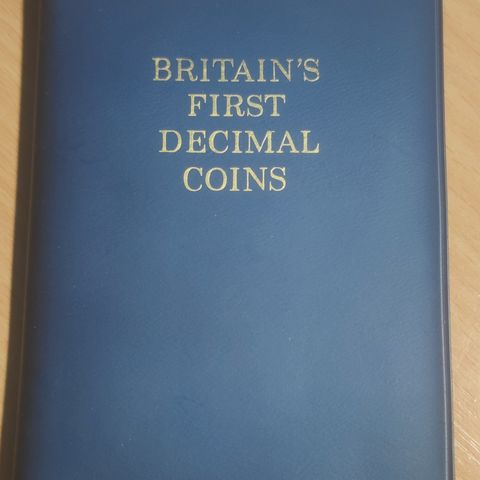 BRITAIN'S
FIRST
DECIMAL
COINS